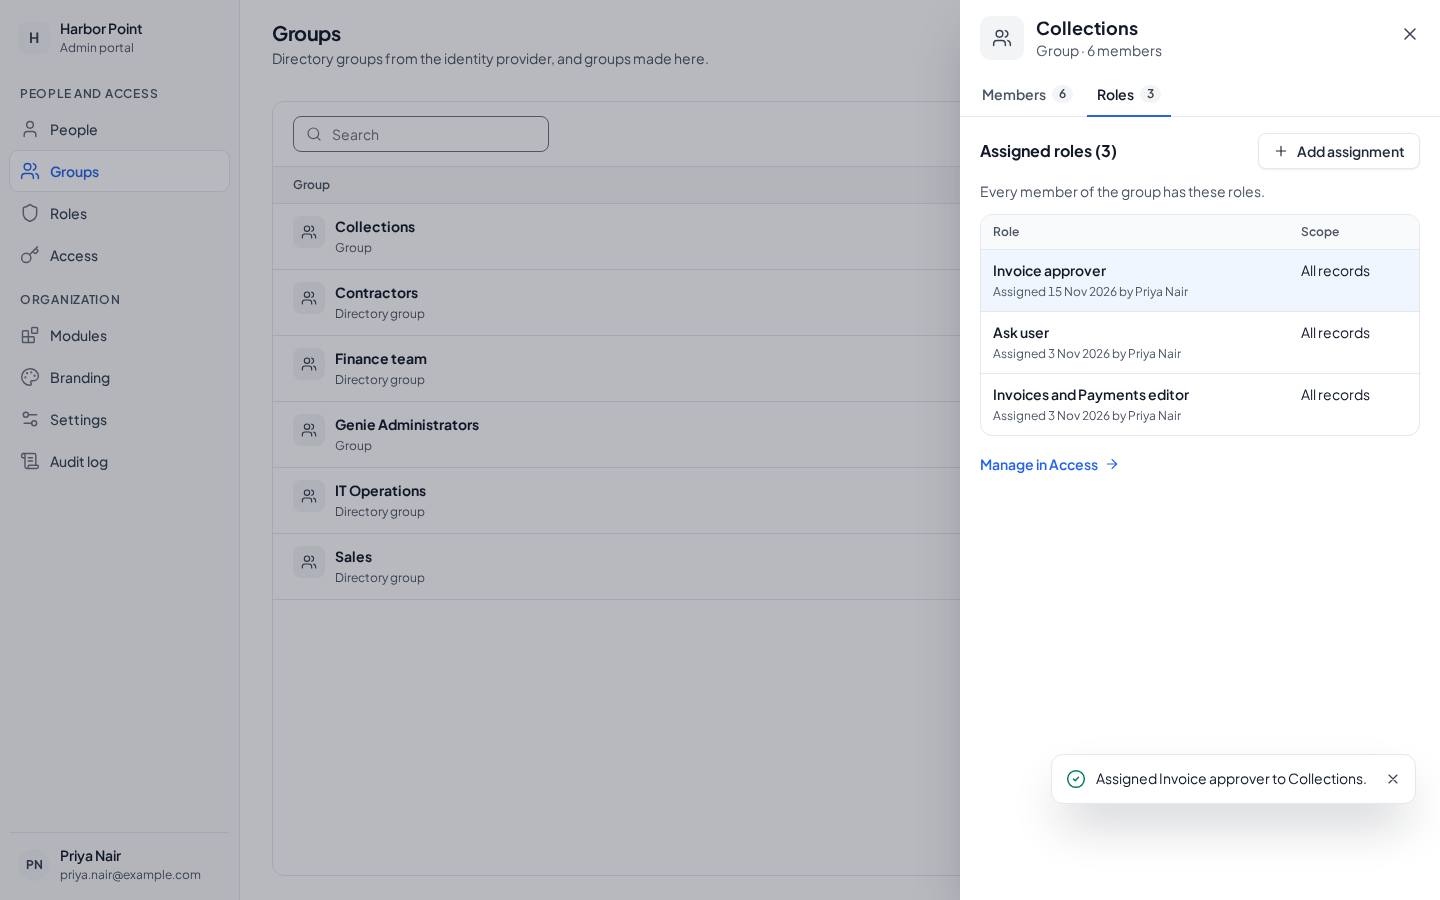 H
Harbor Point
Admin portal
PEOPLE AND ACCESS
People
Groups
Roles
Access
ORGANIZATION
Modules
Branding
Settings
Audit log
PN
Priya Nair
priya.nair@example.com
Groups
Directory groups from the identity provider, and groups made here.
Search
Group
Collections
Group
Contractors
Directory group
Finance team
Directory group
Genie Administrators
Group
IT Operations
Directory group
Sales
Directory group
Collections
Group · 6 members
Members 6 Roles 3
Assigned roles (3)
Add assignment
Every member of the group has these roles.
Role Scope
Invoice approver All records
Assigned 15 Nov 2026 by Priya Nair
Ask user All records
Assigned 3 Nov 2026 by Priya Nair
Invoices and Payments editor All records
Assigned 3 Nov 2026 by Priya Nair
Manage in Access
Assigned Invoice approver to Collections.